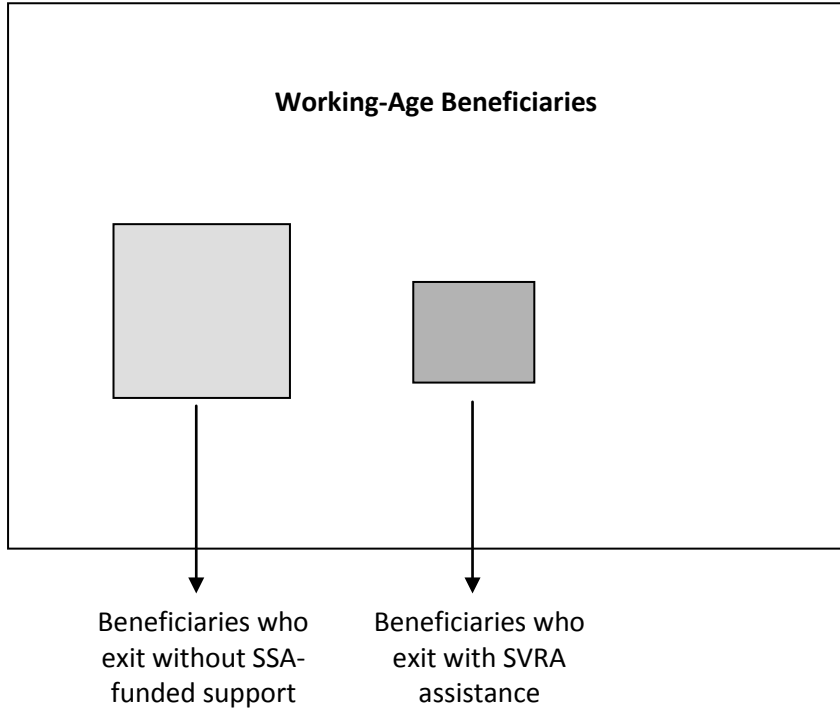 Working-Age Beneficiaries
Beneficiaries who
exit without SSA-
funded support
Beneficiaries who
exit with SVRA
assistance